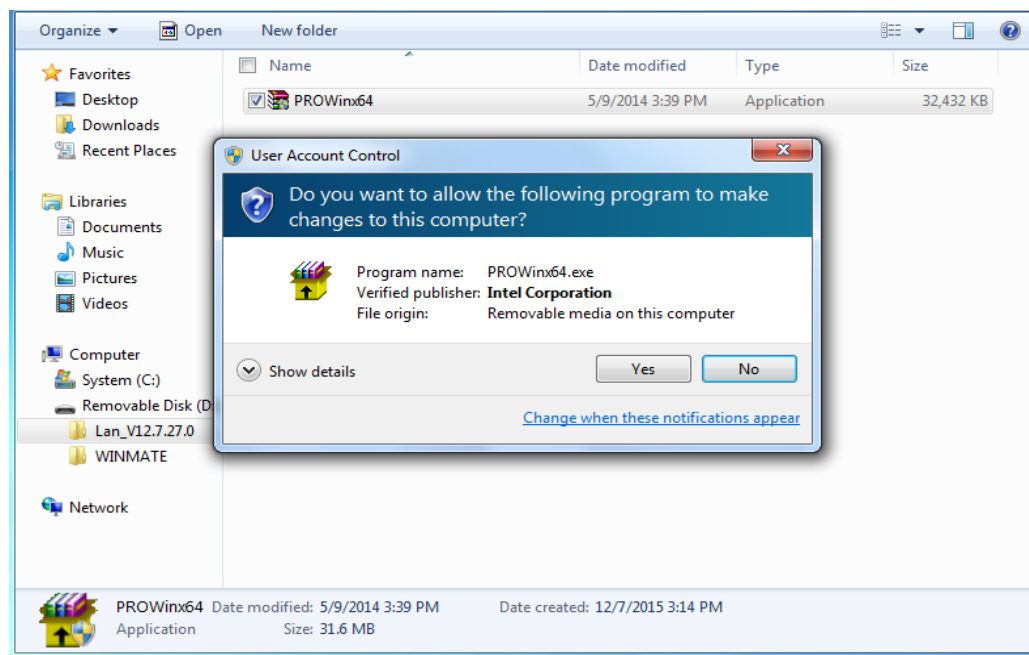 Organize Open New folder
Name Date modified Type Size
Favorites
Desktop
Downloads
Recent Places
Libraries
Documents
Music
Pictures
Videos
Computer
System (C:)
Removable Disk (D
Lan_V12.7.27.0
WINMATE
Network
PROWinx64 5/9/2014 3:39 PM Application 32,432 KB
User Account Control
Do you want to allow the following program to make
changes to this computer?
Program name: PROWinx64.exe
Verified publisher: Intel Corporation
File origin: Removable media on this computer
Show details Yes No
Change when these notifications appear
PROWinx64 Date modified: 5/9/2014 3:39 PM Date created: 12/7/2015 3:14 PM
Application Size: 31.6 MB